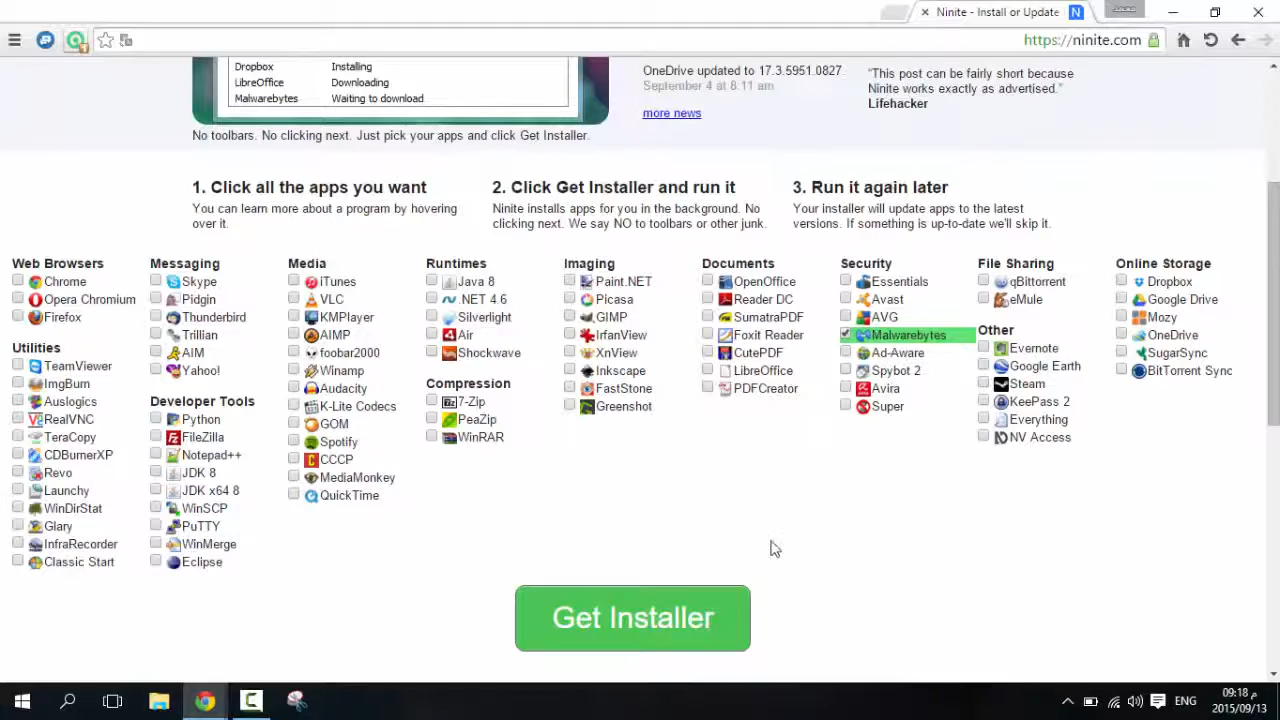 Ninite - Install or Update
https://ninite.com
Dropbox Installing
LibreOffice Downloading
Malwarebytes Waiting to download
No toolbars. No clicking next. Just pick your apps and click Get Installer.
OneDrive updated to 17.3.5951.0827
September 4 at 8:11 am
more news
"This post can be fairly short because
Ninite works exactly as advertised."
Lifehacker
1. Click all the apps you want
You can learn more about a program by hovering
over it.
2. Click Get Installer and run it
Ninite installs apps for you in the background. No
clicking next. We say NO to toolbars or other junk.
3. Run it again later
Your installer will update apps to the latest
versions. If something is up-to-date we'll skip it.
Web Browsers
Chrome
Opera Chromium
Firefox
Utilities
TeamViewer
ImgBurn
Auslogics
RealVNC
TeraCopy
CDBurnerXP
Revo
Launchy
WinDirStat
Glary
InfraRecorder
Classic Start
Messaging
Skype
Pidgin
Thunderbird
Trillian
AIM
Yahoo!
Developer Tools
Python
FileZilla
Notepad++
JDK 8
JDK x64 8
WinSCP
PuTTY
WinMerge
Eclipse
Media
iTunes
VLC
KMPlayer
AIMP
foobar2000
Winamp
Audacity
K-Lite Codecs
GOM
Spotify
CCCP
MediaMonkey
QuickTime
Runtimes
Java 8
.NET 4.6
Silverlight
Air
Shockwave
Compression
7-Zip
PeaZip
WinRAR
Imaging
Paint.NET
Picasa
GIMP
IrfanView
XnView
Inkscape
FastStone
Greenshot
Documents
OpenOffice
Reader DC
SumatraPDF
Foxit Reader
CutePDF
LibreOffice
PDFCreator
Security
Essentials
Avast
AVG
Malwarebytes
Ad-Aware
Spybot 2
Avira
Super
File Sharing
qBittorrent
eMule
Other
Evernote
Google Earth
Steam
KeePass 2
Everything
NV Access
Online Storage
Dropbox
Google Drive
Mozy
OneDrive
SugarSync
BitTorrent Sync
Get Installer
ENG
09:18 م
2015/09/13